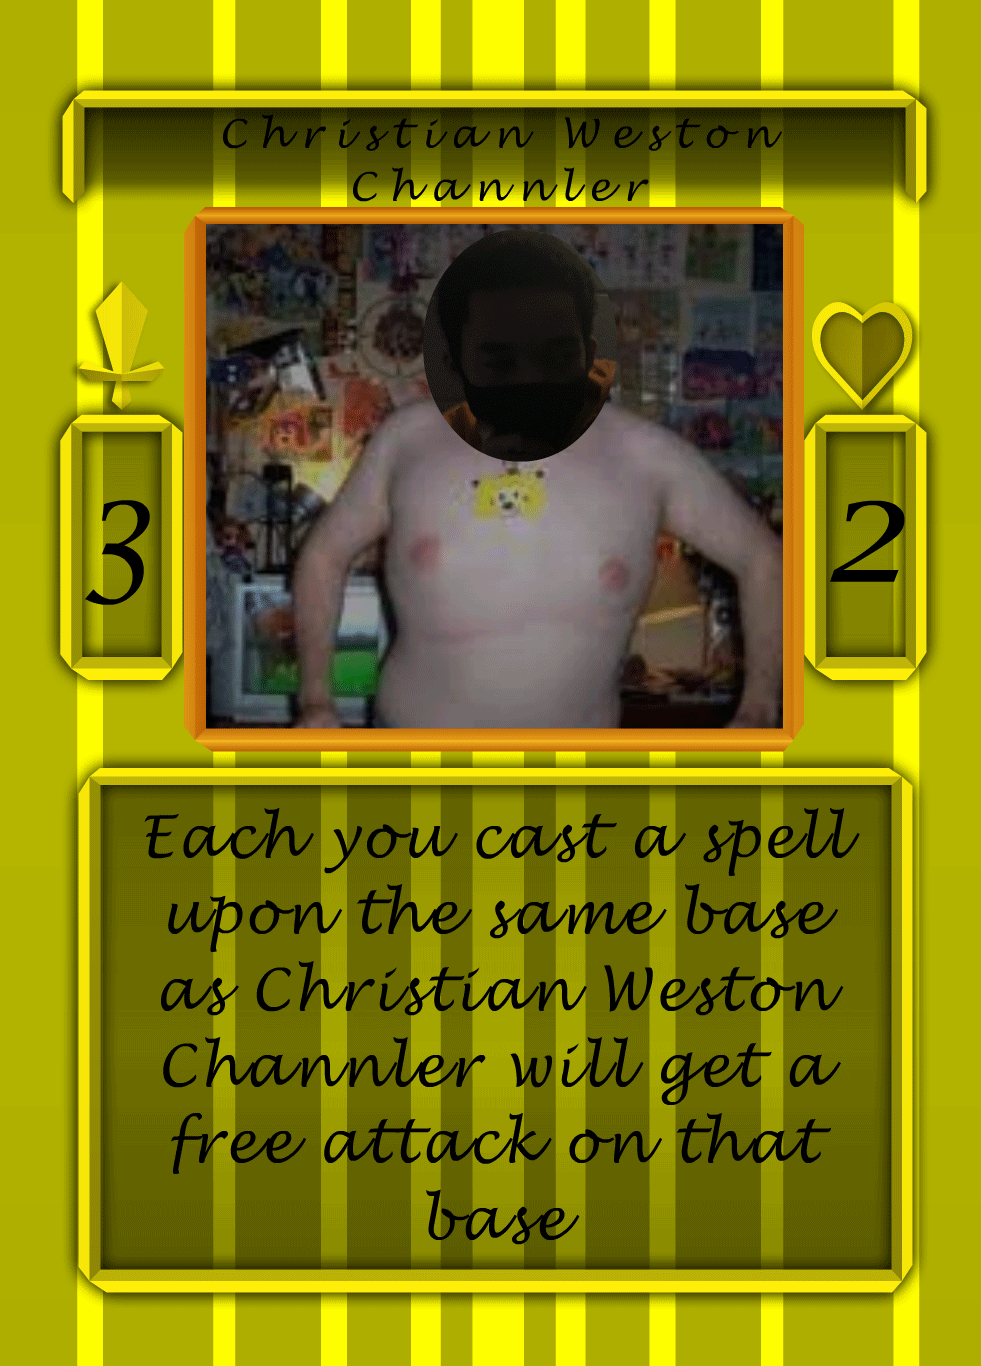 Christian Weston
Channler
3
2
Each you cast a spell
upon the same base
as Christian Weston
Channler will get a
free attack on that
base